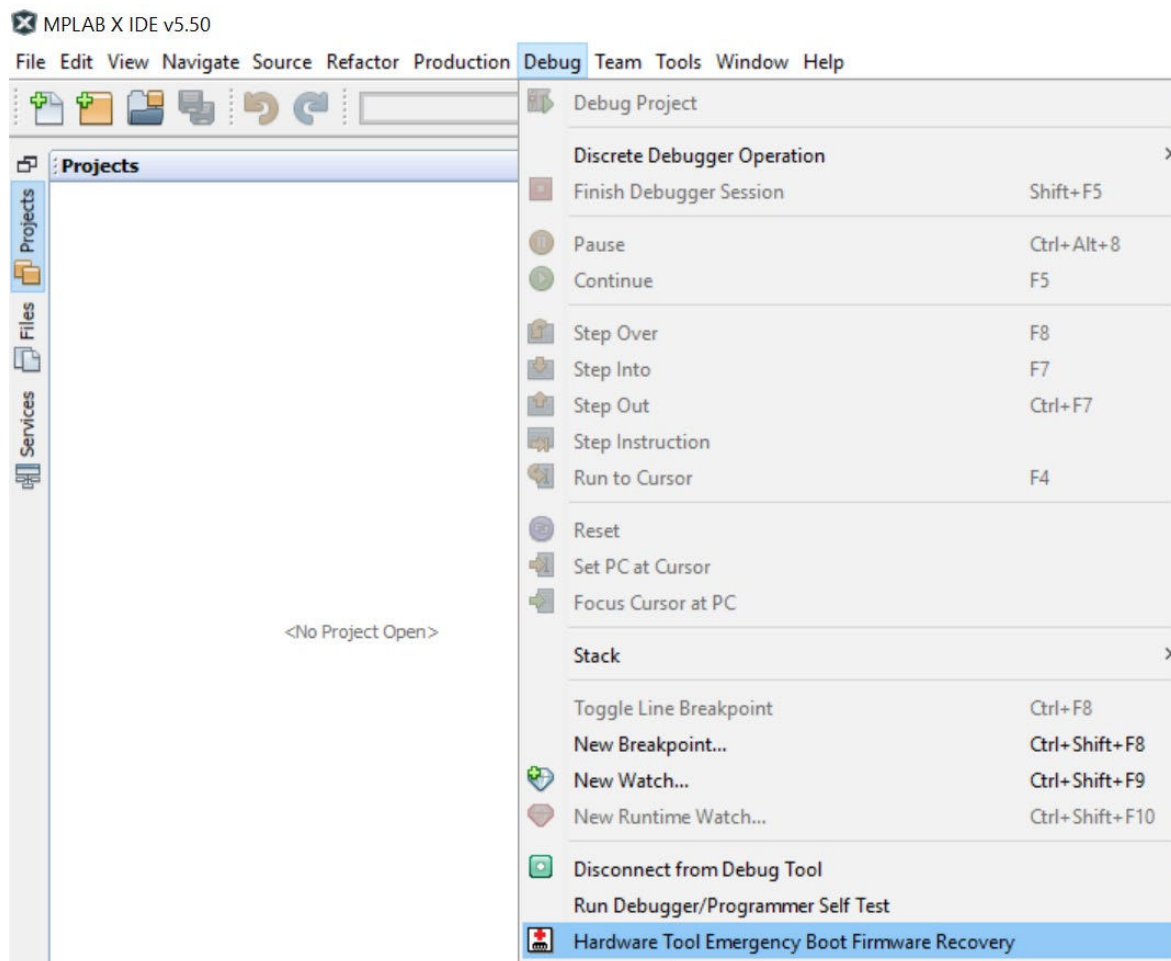 MPLAB X IDE v5.50
File Edit View Navigate Source Refactor Production Debug Team Tools Window Help
Projects
Projects
Files
Services
<No Project Open>
Debug Project
Discrete Debugger Operation
Finish Debugger Session Shift+F5
Pause Ctrl+Alt+8
Continue F5
Step Over F8
Step Into F7
Step Out Ctrl+F7
Step Instruction
Run to Cursor F4
Reset
Set PC at Cursor
Focus Cursor at PC
Stack
Toggle Line Breakpoint Ctrl+F8
New Breakpoint... Ctrl+Shift+F8
New Watch... Ctrl+Shift+F9
New Runtime Watch... Ctrl+Shift+F10
Disconnect from Debug Tool
Run Debugger/Programmer Self Test
Hardware Tool Emergency Boot Firmware Recovery